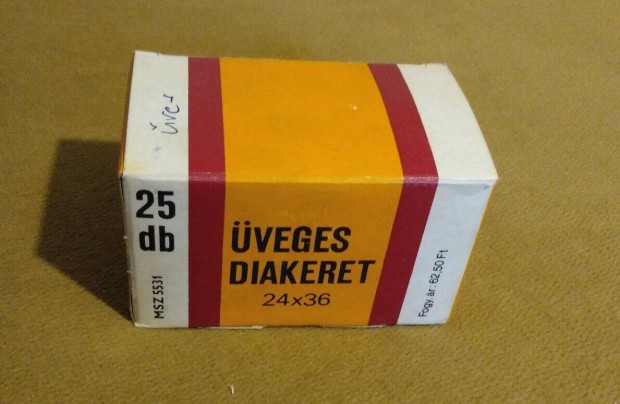 üveg
25
db
MSZ 5531
ÜVEGES
DIAKERET
24x36
Fogy. ár: 62,50 Ft